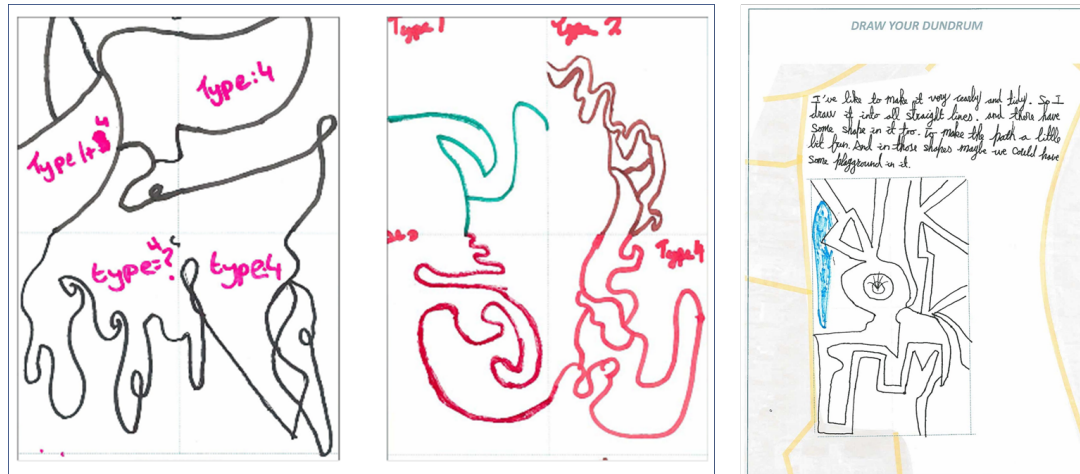 Type:4
Type 1+4
type=?
4
type:4
Type 1
Type 2
Type 4
DRAW YOUR DUNDRUM
I've like to make it very easily and tidy. So I
draw it into all straight lines. and there have
some shape in it too. to make the path a little
bit fun. And in those shapes maybe we could have
some playground in it.